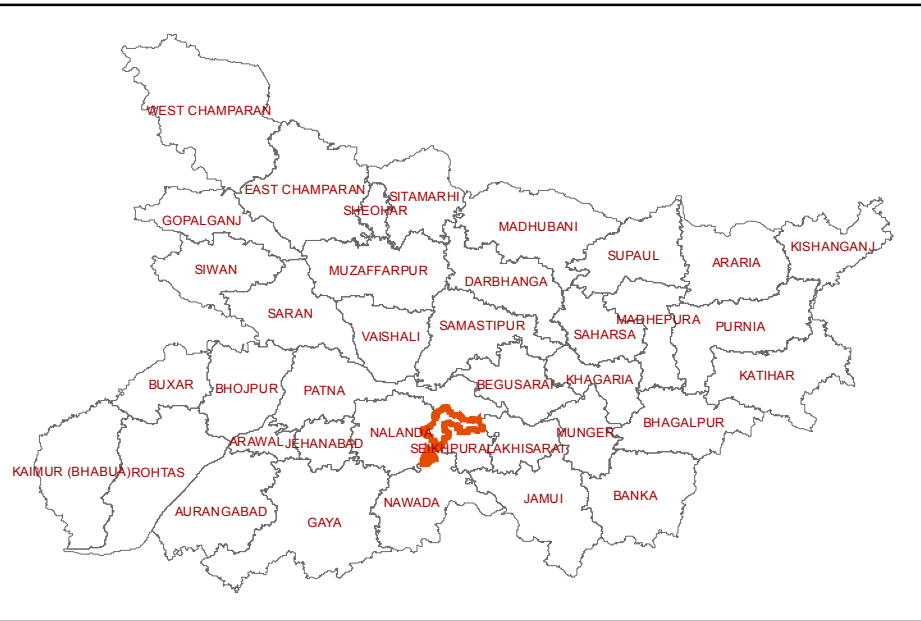 WEST CHAMPARAN
EAST CHAMPARAN
SITAMARHI
SHEOHAR
GOPALGANJ
MADHUBANI
KISHANGANJ
SUPAUL
ARARIA
SIWAN
MUZAFFARPUR
DARBHANGA
SARAN
MADHEPURA
SAMASTIPUR
PURNIA
VAISHALI
SAHARSA
KATIHAR
BUXAR
BHOJPUR
PATNA
BEGUSARAI
KHAGARIA
BHAGALPUR
NALANDA
MUNGER
ARAWAL
JEHANABAD
SEIKHPURA
LAKHISARAI
KAIMUR (BHABUA)
ROHTAS
BANKA
JAMUI
NAWADA
AURANGABAD
GAYA